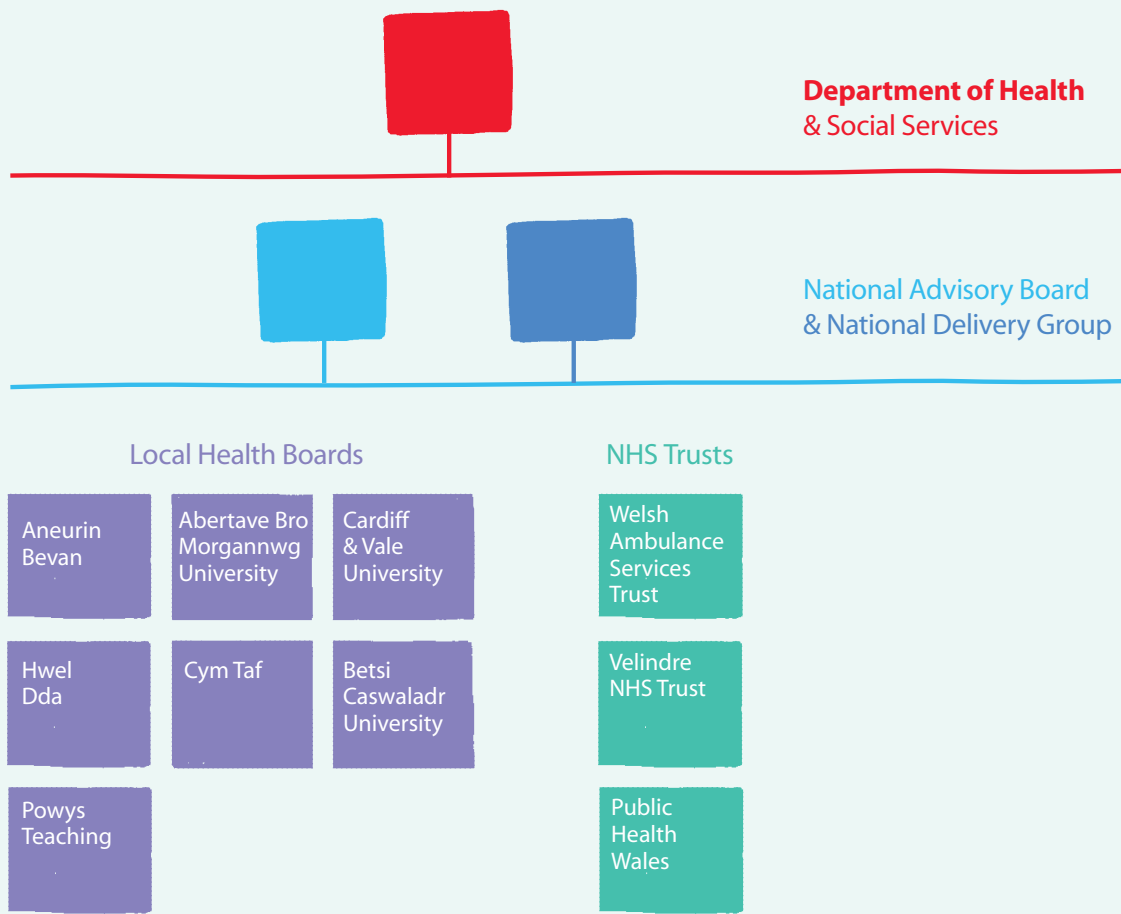 Department of Health
& Social Services
National Advisory Board
& National Delivery Group
Local Health Boards
NHS Trusts
Aneurin
Bevan
Abertave Bro
Morgannwg
University
Cardiff
& Vale
University
Welsh
Ambulance
Services
Trust
Hwel
Dda
Cym Taf
Betsi
Caswaladr
University
Velindre
NHS Trust
Powys
Teaching
Public
Health
Wales